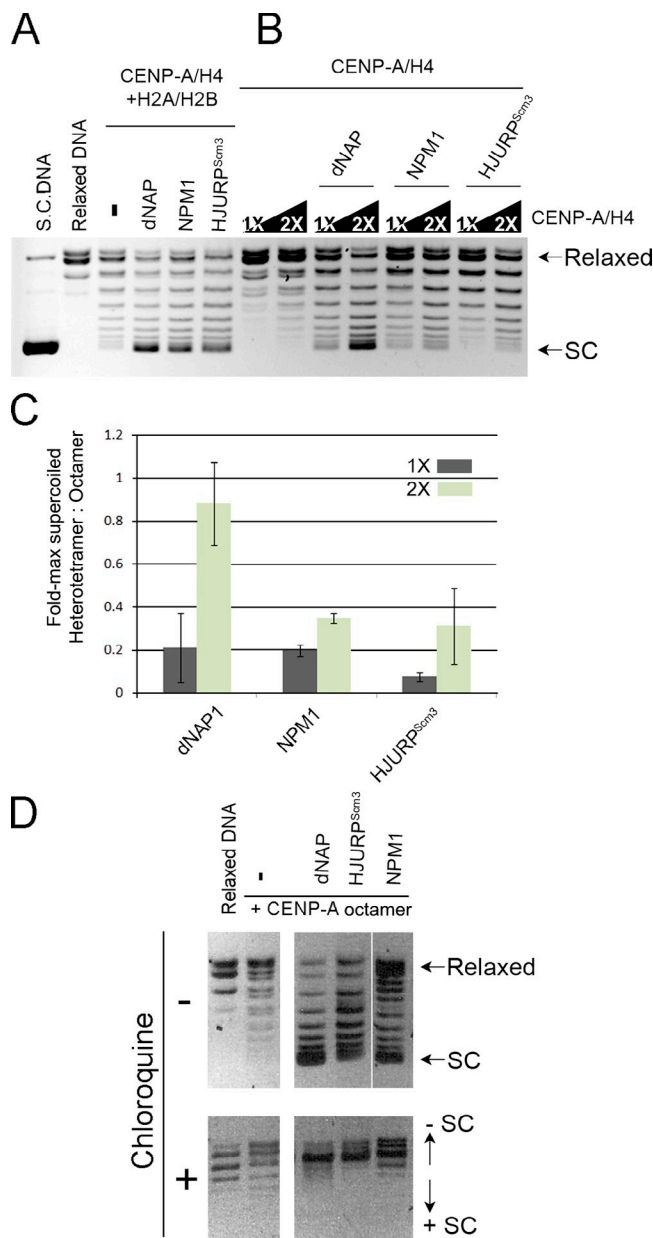 A
B
CENP-A/H4
+H2A/H2B
CENP-A/H4
S.C.DNA
Relaxed DNA
-
dNAP
NPM1
HJURPScm3
dNAP
NPM1
HJURPScm3
1X 2X 1X 2X 1X 2X 1X 2X CENP-A/H4
Relaxed
SC
C
Fold-max supercoiled
Heterotetramer : Octamer
1.2
1
0.8
0.6
0.4
0.2
0
1X
2X
dNAP1
NPM1
HJURPScm3
D
Relaxed DNA
-
dNAP
HJURPScm3
NPM1
+ CENP-A octamer
Chloroquine
-
Relaxed
SC
+
- SC
+ SC